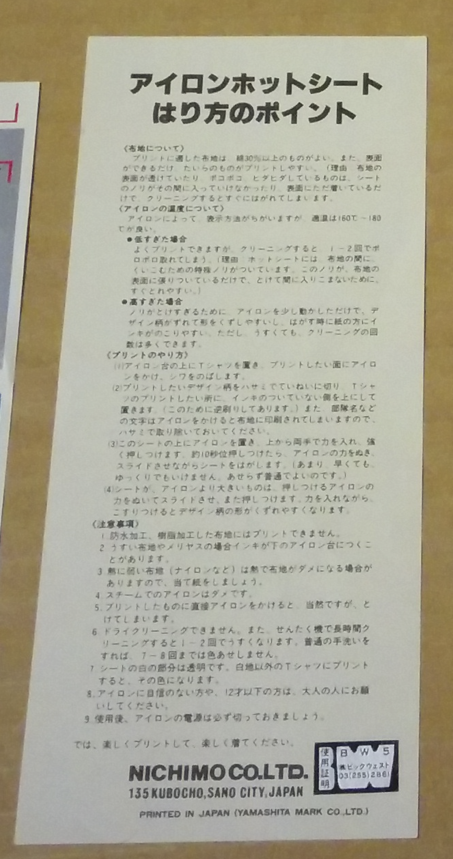 アイロンホットシート
はり方のポイント
〈布地について〉
プリントに適した布地は、綿30%以上のものがよい。また、表面
ができるだけ、たいらのものがプリントしやすい。(理由 布地の
表面が透けていたり、ボコボコ、ヒダヒダしているものは、シート
のノリがその間に入っていけなかったり、表面にただ着いているだ
けで、クリーニングするとすぐにはがれてしまいます。
〈アイロンの温度について〉
アイロンによって、表示方法がちがいますが、適温は160℃〜180
℃が良い。
●低すぎた場合
よくプリントできますが、クリーニングすると、1〜2回でボ
ロボロ取れてしまう。(理由 ホットシートには、布地の間に、
くいこむための特殊ノリがついています。このノリが、布地の
表面に張りついているだけで、とけて間に入りこまないために、
すぐとれやすい。)
●高すぎた場合
ノリがとけすぎるために、アイロンを少し動かしただけで、デ
ザイン柄がずれて形をくずしやすいし、はがす時に紙の方にイ
ンキがのこりやすい。ただし、うすくても、クリーニングの回
数は多くできます。
〈プリントのやり方〉
(1)アイロン台の上にTシャツを置き、プリントしたい面にアイロ
ンをかけ、シワをのばします。
(2)プリントしたいデザイン柄をハサミでていねいに切り、Tシャ
ツのプリントしたい所に、インキのついていない側を上にして
置きます。(このために逆刷りしてあります。)また、部隊名など
の文字はアイロンをかけると布地に印刷されてしまいますので、
ハサミで取り除いておいてください。
(3)このシートの上にアイロンを置き、上から両手で力を入れ、強
く押しつけます。約10秒位押しつけたら、アイロンの力をぬき、
スライドさせながらシートをはがします。(あまり、早くても、
ゆっくりでもいけません。あせらず普通でよいのです。)
(4)シートが、アイロンより大きいものは、押しつけるアイロンの
力をぬいてスライドさせ、また押しつけます。力を入れながら、
こすりつけるとデザイン柄の形がくずれやすくなります。
〈注意事項〉
1.防水加工、樹脂加工した布地にはプリントできません。
2.うすい布地やメリヤスの場合インキが下のアイロン台につくこ
とがあります。
3.熱に弱い布地(ナイロンなど)は熱で布地がダメになる場合が
ありますので、当て紙をしましょう。
4.スチームでのアイロンはダメです。
5.プリントしたものに直接アイロンをかけると、当然ですが、と
けてしまいます。
6.ドライクリーニングできません。また、せんたく機で長時間ク
リーニングすると1〜2回でうすくなります。普通の手洗いを
すれば、7〜8回までは色あせしません。
7.シートの白の部分は透明です。白地以外のTシャツにプリント
すると、その色になります。
8.アイロンに自信のない方や、12才以下の方は、大人の人にお願
いしてください。
9.使用後、アイロンの電源は必ず切っておきましょう。
では、楽しくプリントして、楽しく着てください。
NICHIMO CO.LTD.
135 KUBOCHO, SANO CITY, JAPAN
使用証明
BW5
㈱ビックウエスト
03(255)2861
PRINTED IN JAPAN (YAMASHITA MARK CO.,LTD.)